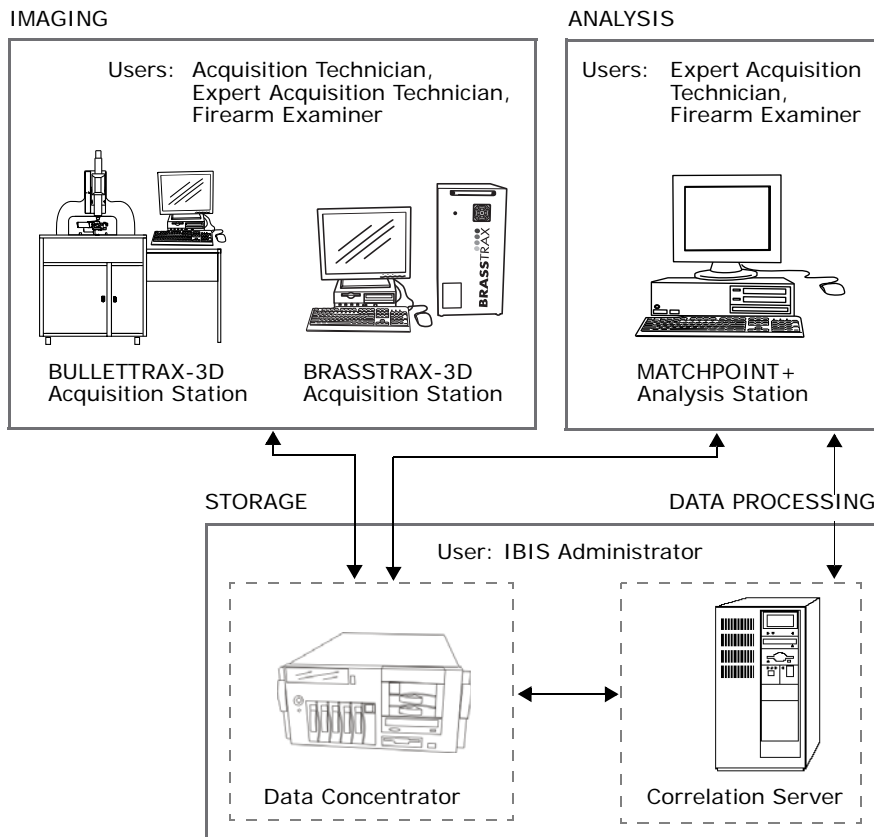 IMAGING
Users: Acquisition Technician,
Expert Acquisition Technician,
Firearm Examiner
BRASSTRAX
BULLETTRAX-3D
Acquisition Station
BRASSTRAX-3D
Acquisition Station
ANALYSIS
Users: Expert Acquisition
Technician,
Firearm Examiner
MATCHPOINT+
Analysis Station
STORAGE
DATA PROCESSING
User: IBIS Administrator
Data Concentrator
Correlation Server